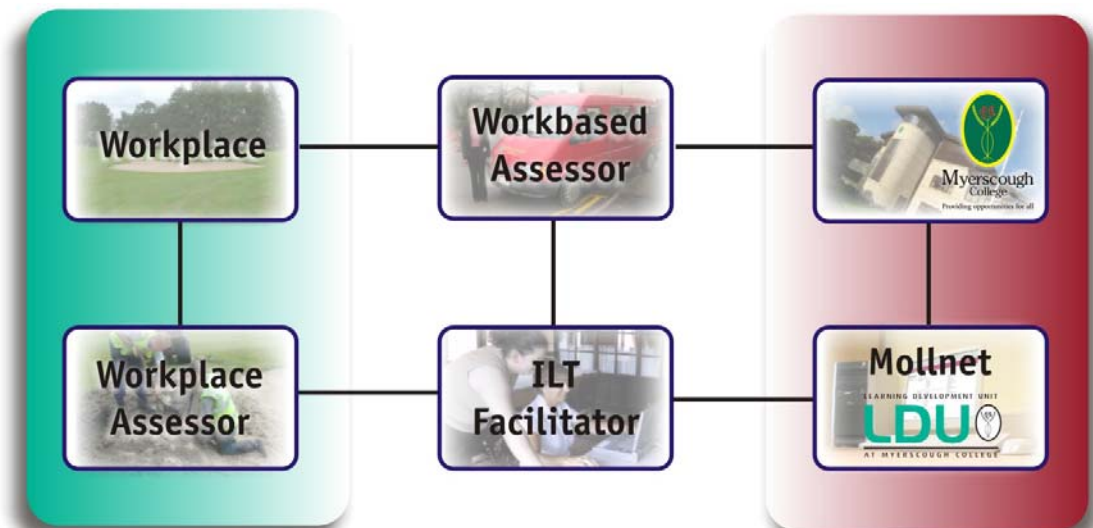 Workplace
Workbased
Assessor
Myerscough
College
Providing opportunities for all
Workplace
Assessor
ILT
Facilitator
Mollnet
LEARNING DEVELOPMENT UNIT
LDU
AT MYERSCOUGH COLLEGE